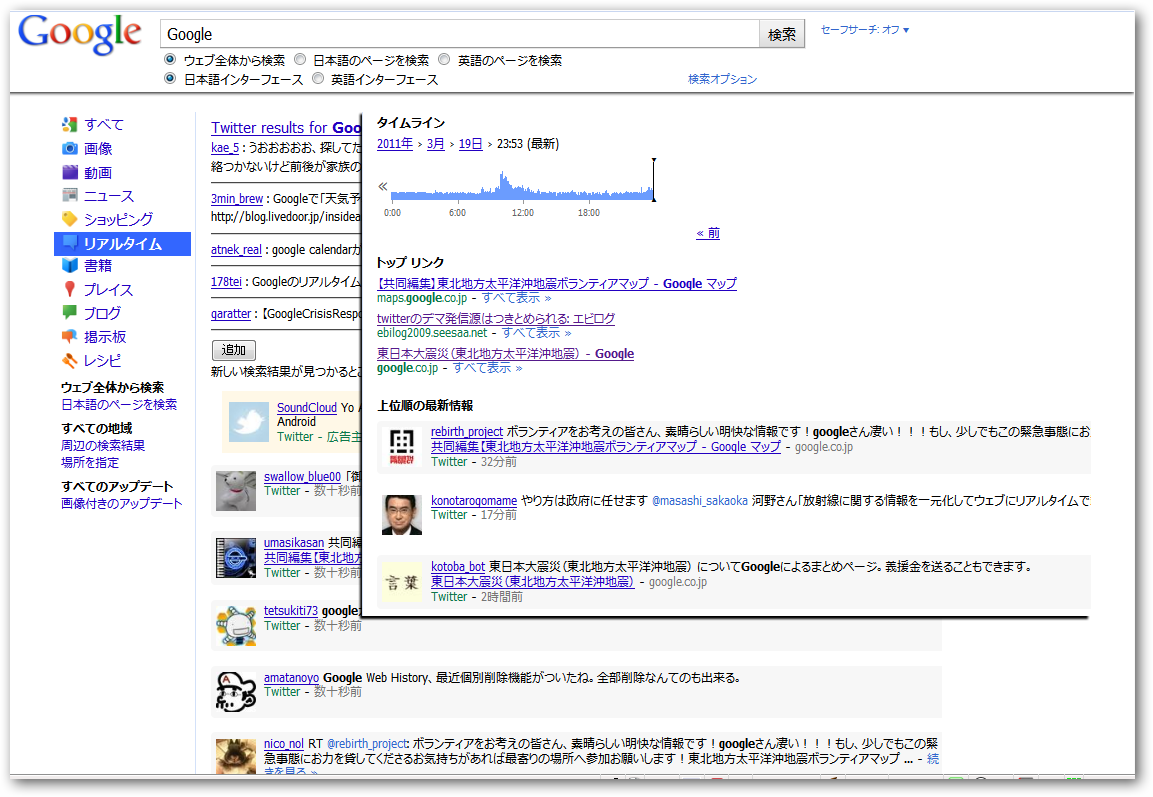 Google
Google
検索
セーフサーチ: オフ ▼
ウェブ全体から検索 日本語のページを検索 英語のページを検索
日本語インターフェース 英語インターフェース
検索オプション
すべて
画像
動画
ニュース
ショッピング
リアルタイム
書籍
プレイス
ブログ
掲示板
レシピ
ウェブ全体から検索
日本語のページを検索
すべての地域
周辺の検索結果
場所を指定
すべてのアップデート
画像付きのアップデート
Twitter results for Goo
kae_5 : うおおおおお、探してた
絡つかないけど前後が家族の
3min_brew : Googleで「天気予
http://blog.livedoor.jp/insidea
atnek_real : google calendarか
178tei : Googleのリアルタイム
qaratter : 【GoogleCrisisRespo
追加
新しい検索結果が見つかると
SoundCloud Yo A
Android
Twitter - 広告主
swallow_blue00 「御
Twitter - 数十秒前
umasikasan 共同編
共同編集【東北地方
Twitter - 数十秒前
tetsukiti73 google
Twitter - 数十秒前
amatanoyo Google Web History、最近個別削除機能がついたね。全部削除なんてのも出来る。
Twitter - 数十秒前
nico_nol RT @rebirth_project: ボランティアをお考えの皆さん、素晴らしい明快な情報です！googleさん凄い！！！もし、少しでもこの緊
急事態にお力を貸してくださるお気持ちがあれば最寄りの場所へ参加お願いします！東北地方太平洋沖地震ボランティアマップ ... - 続
きを見る »
タイムライン
2011年 › 3月 › 19日 › 23:53 (最新)
«
0:00 6:00 12:00 18:00
« 前
トップ リンク
【共同編集】東北地方太平洋沖地震ボランティアマップ - Google マップ
maps.google.co.jp - すべて表示 »
twitterのデマ発信源はつきとめられる: エビログ
ebilog2009.seesaa.net - すべて表示 »
東日本大震災（東北地方太平洋沖地震） - Google
google.co.jp - すべて表示 »
上位順の最新情報
rebirth_project ボランティアをお考えの皆さん、素晴らしい明快な情報です！googleさん凄い！！！もし、少しでもこの緊急事態にお
共同編集【東北地方太平洋沖地震ボランティアマップ - Google マップ - google.co.jp
Twitter - 32分前
konotarogomame やり方は政府に任せます @masashi_sakaoka 河野さん「放射線に関する情報を一元化してウェブにリアルタイムで
Twitter - 17分前
言葉
kotoba_bot 東日本大震災（東北地方太平洋沖地震） についてGoogleによるまとめページ。義援金を送ることもできます。
東日本大震災（東北地方太平洋沖地震） - google.co.jp
Twitter - 2時間前